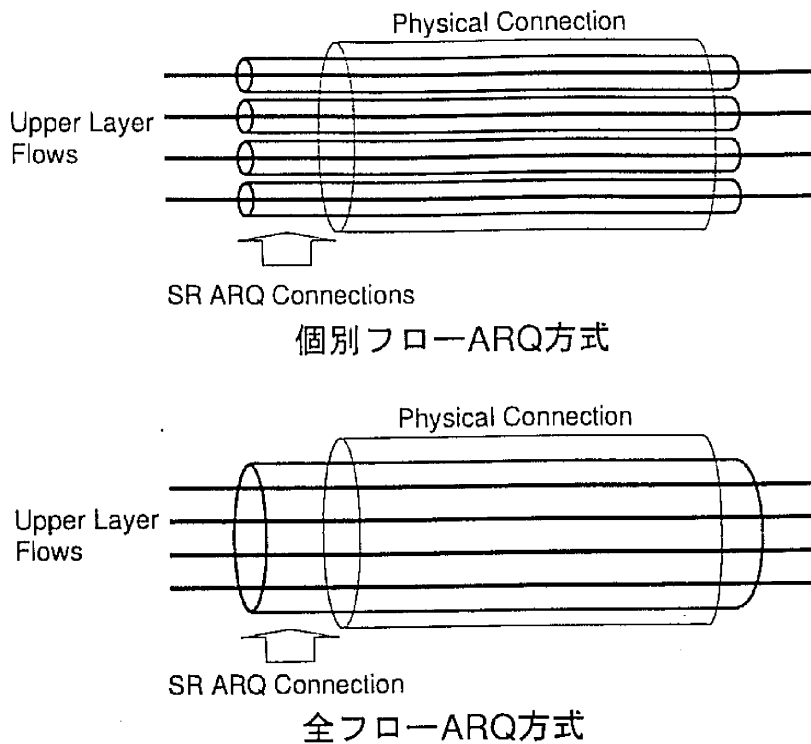 Physical Connection
Upper Layer
Flows
SR ARQ Connections
個別フローARQ方式
Physical Connection
Upper Layer
Flows
SR ARQ Connection
全フローARQ方式